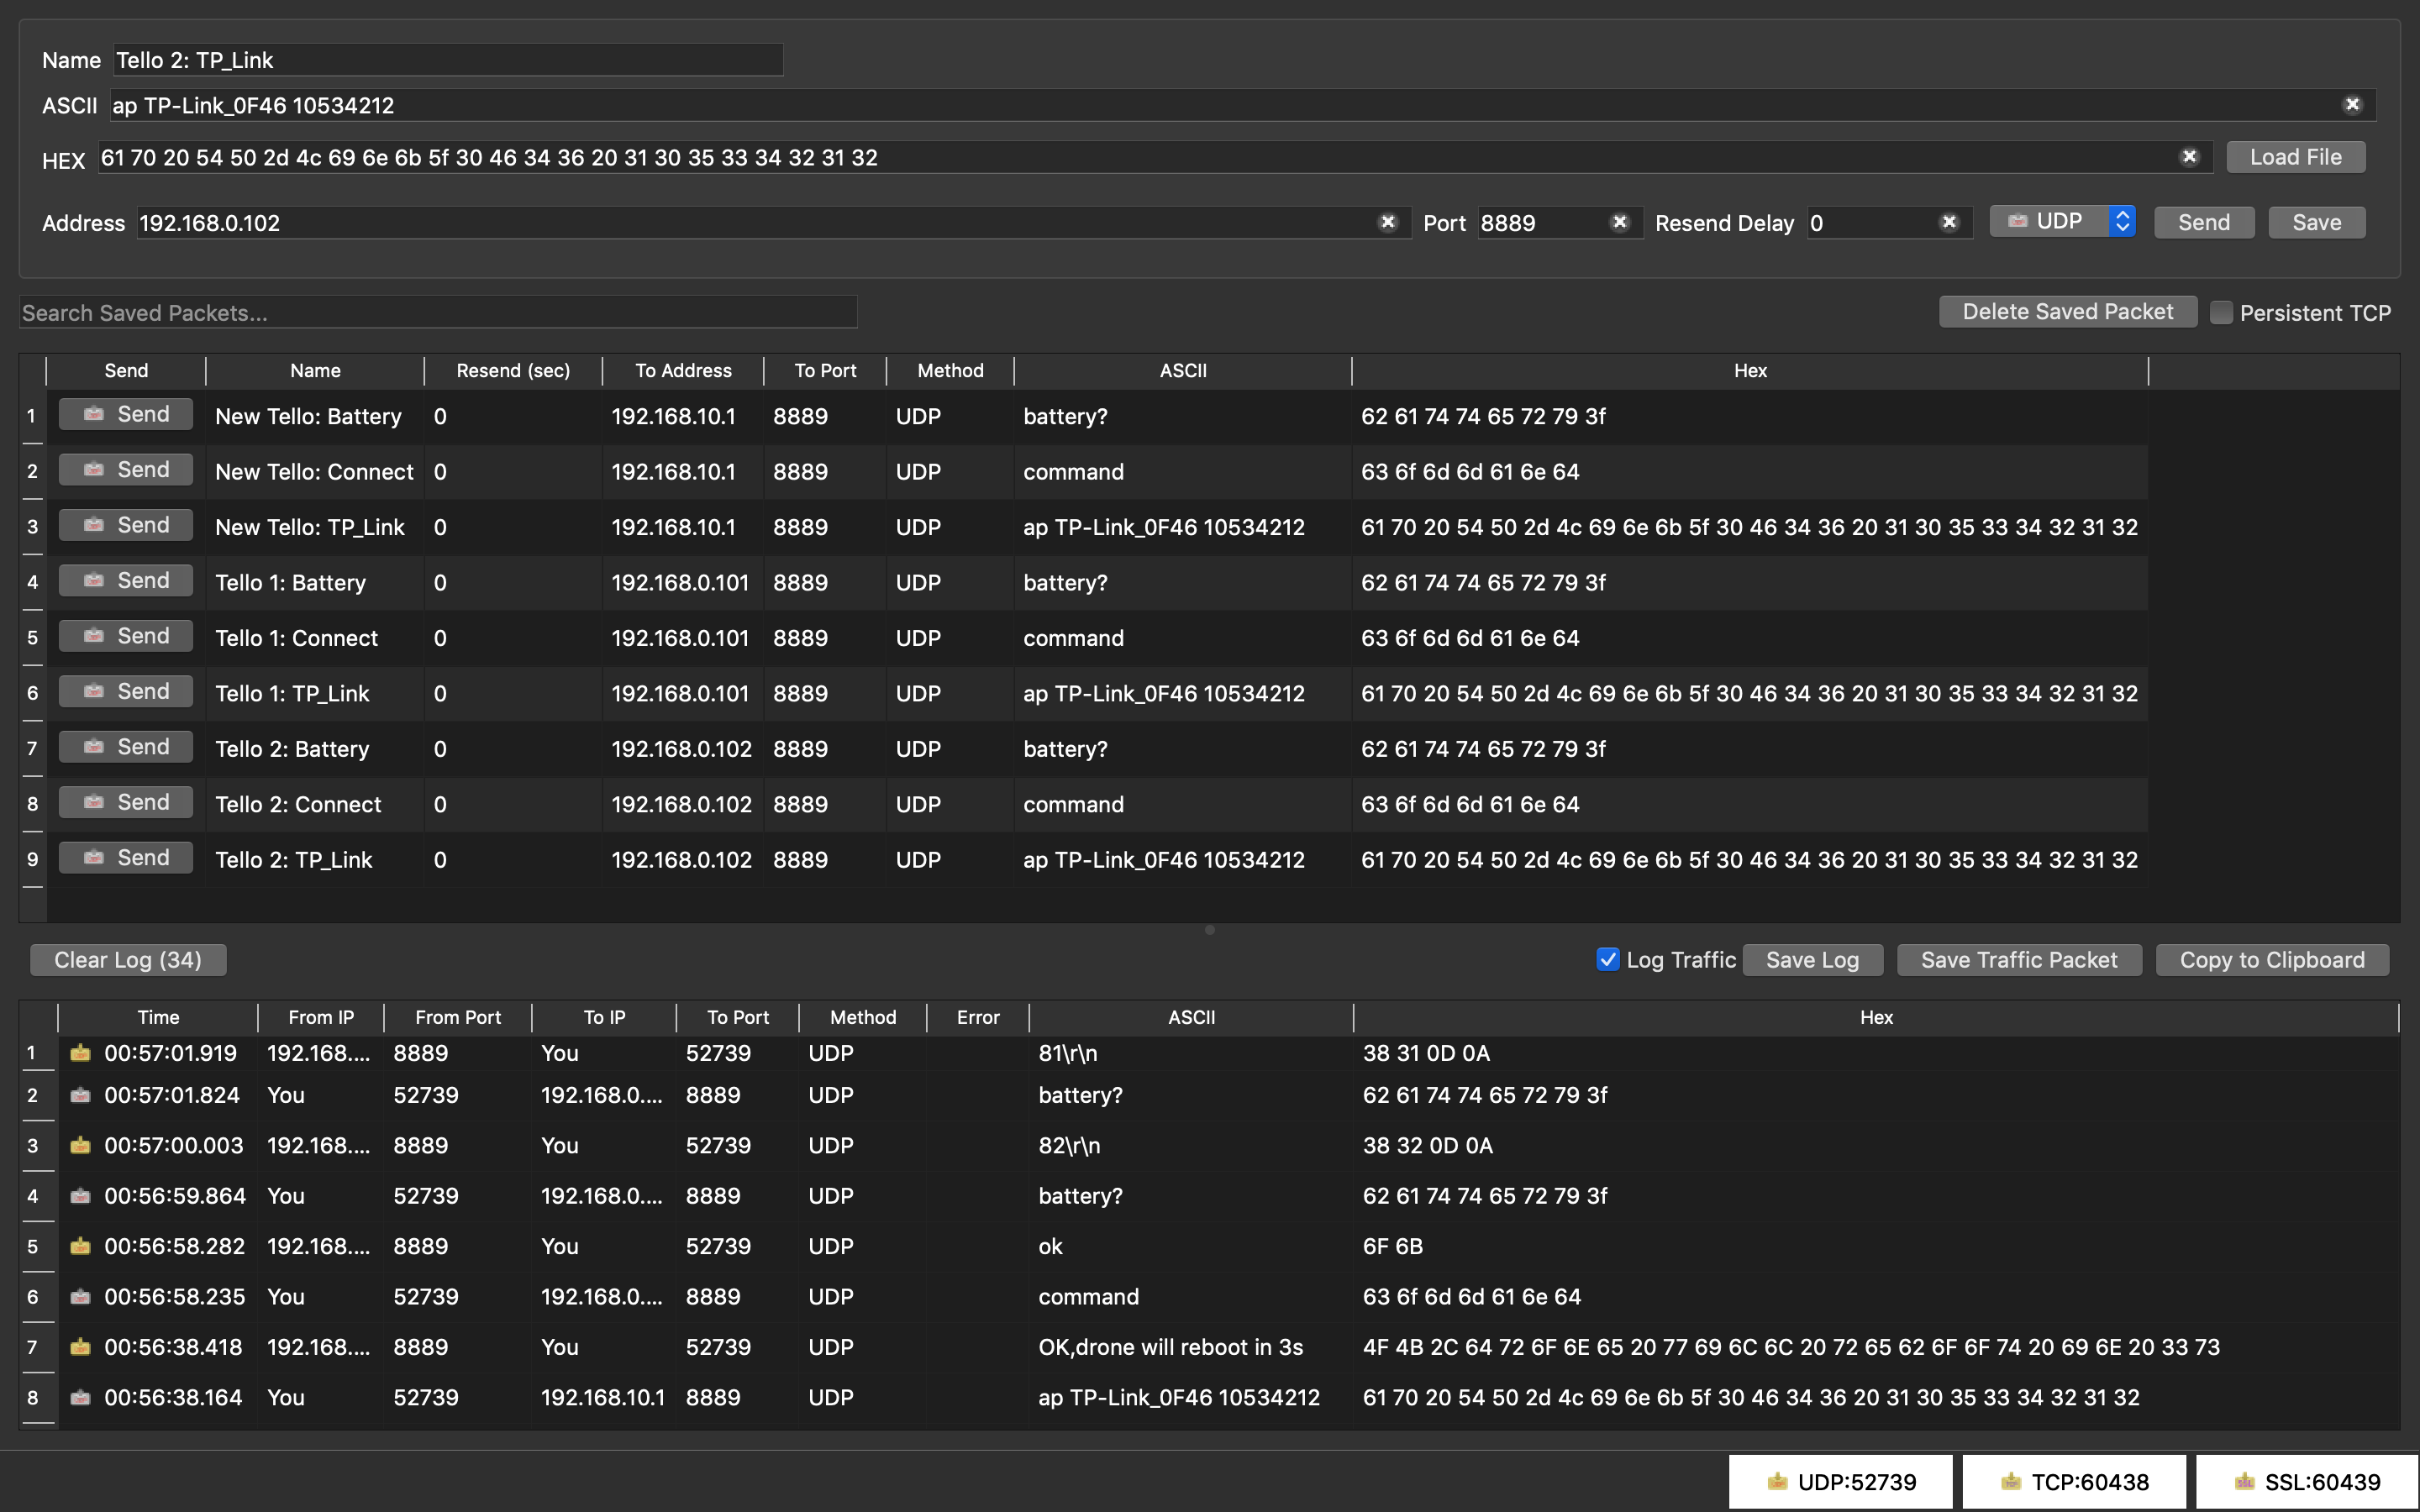 Name Tello 2: TP_Link
ASCII ap TP-Link_0F46 10534212
HEX 61 70 20 54 50 2d 4c 69 6e 6b 5f 30 46 34 36 20 31 30 35 33 34 32 31 32 Load File
Address 192.168.0.102 Port 8889 Resend Delay 0 UDP Send Save
Search Saved Packets... Delete Saved Packet Persistent TCP
Send Name Resend (sec) To Address To Port Method ASCII Hex
1 Send New Tello: Battery 0 192.168.10.1 8889 UDP battery? 62 61 74 74 65 72 79 3f
2 Send New Tello: Connect 0 192.168.10.1 8889 UDP command 63 6f 6d 6d 61 6e 64
3 Send New Tello: TP_Link 0 192.168.10.1 8889 UDP ap TP-Link_0F46 10534212 61 70 20 54 50 2d 4c 69 6e 6b 5f 30 46 34 36 20 31 30 35 33 34 32 31 32
4 Send Tello 1: Battery 0 192.168.0.101 8889 UDP battery? 62 61 74 74 65 72 79 3f
5 Send Tello 1: Connect 0 192.168.0.101 8889 UDP command 63 6f 6d 6d 61 6e 64
6 Send Tello 1: TP_Link 0 192.168.0.101 8889 UDP ap TP-Link_0F46 10534212 61 70 20 54 50 2d 4c 69 6e 6b 5f 30 46 34 36 20 31 30 35 33 34 32 31 32
7 Send Tello 2: Battery 0 192.168.0.102 8889 UDP battery? 62 61 74 74 65 72 79 3f
8 Send Tello 2: Connect 0 192.168.0.102 8889 UDP command 63 6f 6d 6d 61 6e 64
9 Send Tello 2: TP_Link 0 192.168.0.102 8889 UDP ap TP-Link_0F46 10534212 61 70 20 54 50 2d 4c 69 6e 6b 5f 30 46 34 36 20 31 30 35 33 34 32 31 32
Clear Log (34) Log Traffic Save Log Save Traffic Packet Copy to Clipboard
Time From IP From Port To IP To Port Method Error ASCII Hex
1 00:57:01.919 192.168.... 8889 You 52739 UDP 81\r\n 38 31 0D 0A
2 00:57:01.824 You 52739 192.168.0.... 8889 UDP battery? 62 61 74 74 65 72 79 3f
3 00:57:00.003 192.168.... 8889 You 52739 UDP 82\r\n 38 32 0D 0A
4 00:56:59.864 You 52739 192.168.0.... 8889 UDP battery? 62 61 74 74 65 72 79 3f
5 00:56:58.282 192.168.... 8889 You 52739 UDP ok 6F 6B
6 00:56:58.235 You 52739 192.168.0.... 8889 UDP command 63 6f 6d 6d 61 6e 64
7 00:56:38.418 192.168.... 8889 You 52739 UDP OK,drone will reboot in 3s 4F 4B 2C 64 72 6F 6E 65 20 77 69 6C 6C 20 72 65 62 6F 6F 74 20 69 6E 20 33 73
8 00:56:38.164 You 52739 192.168.10.1 8889 UDP ap TP-Link_0F46 10534212 61 70 20 54 50 2d 4c 69 6e 6b 5f 30 46 34 36 20 31 30 35 33 34 32 31 32
UDP:52739 TCP:60438 SSL:60439